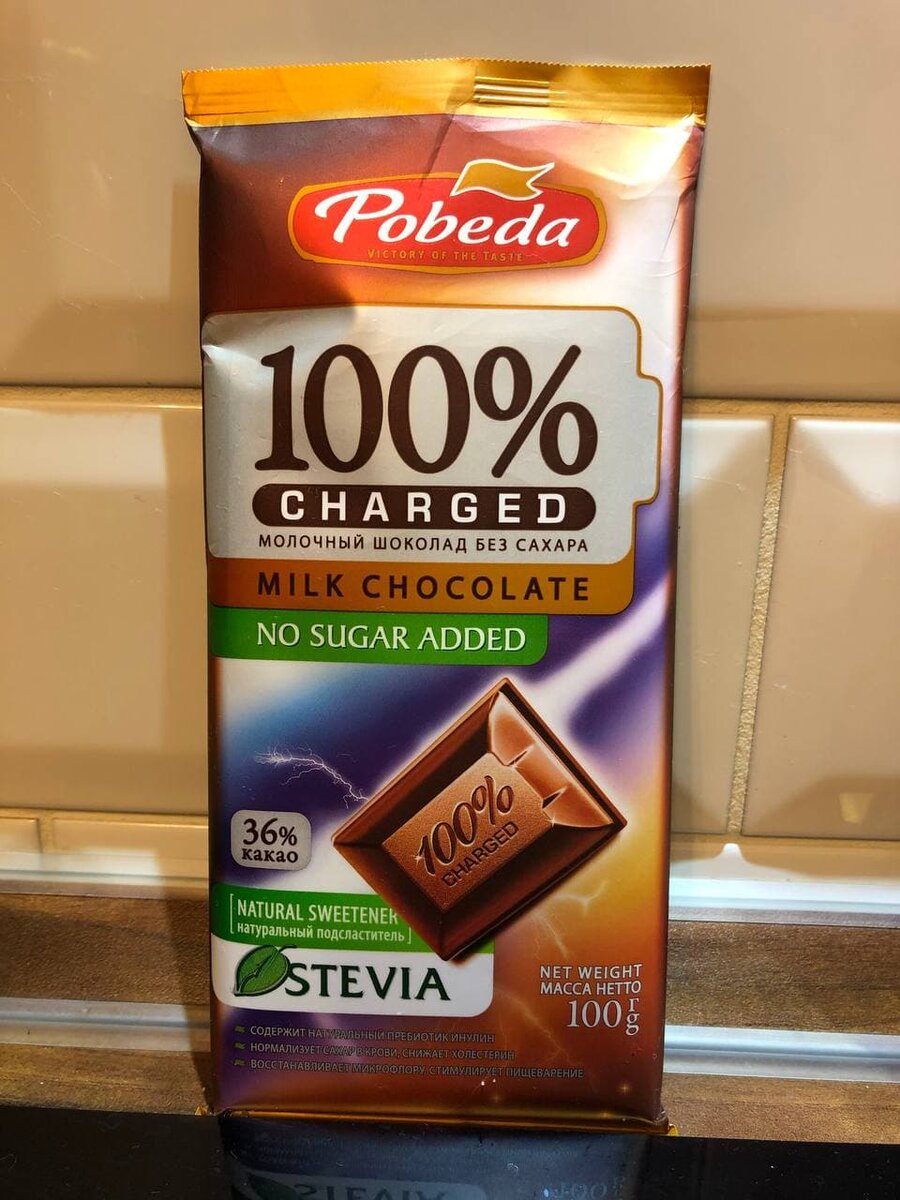 Pobeda
VICTORY OF THE TASTE
100%
CHARGED
МОЛОЧНЫЙ ШОКОЛАД БЕЗ САХАРА
MILK CHOCOLATE
NO SUGAR ADDED
100%
CHARGED
36%
какао
NATURAL SWEETENER
натуральный подсластитель
STEVIA
NET WEIGHT
МАССА НЕТТО
100 г g
СОДЕРЖИТ НАТУРАЛЬНЫЙ ПРЕБИОТИК ИНУЛИН
НОРМАЛИЗУЕТ САХАР В КРОВИ, СНИЖАЕТ ХОЛЕСТЕРИН
ВОССТАНАВЛИВАЕТ МИКРОФЛОРУ, СТИМУЛИРУЕТ ПИЩЕВАРЕНИЕ